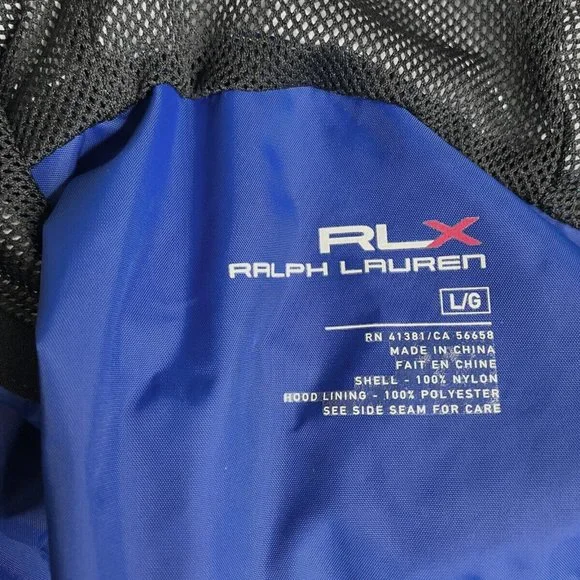 RLX
RALPH LAUREN
L/G
RN 41381/CA 56658
MADE IN CHINA
FAIT EN CHINE
SHELL - 100% NYLON
HOOD LINING - 100% POLYESTER
SEE SIDE SEAM FOR CARE